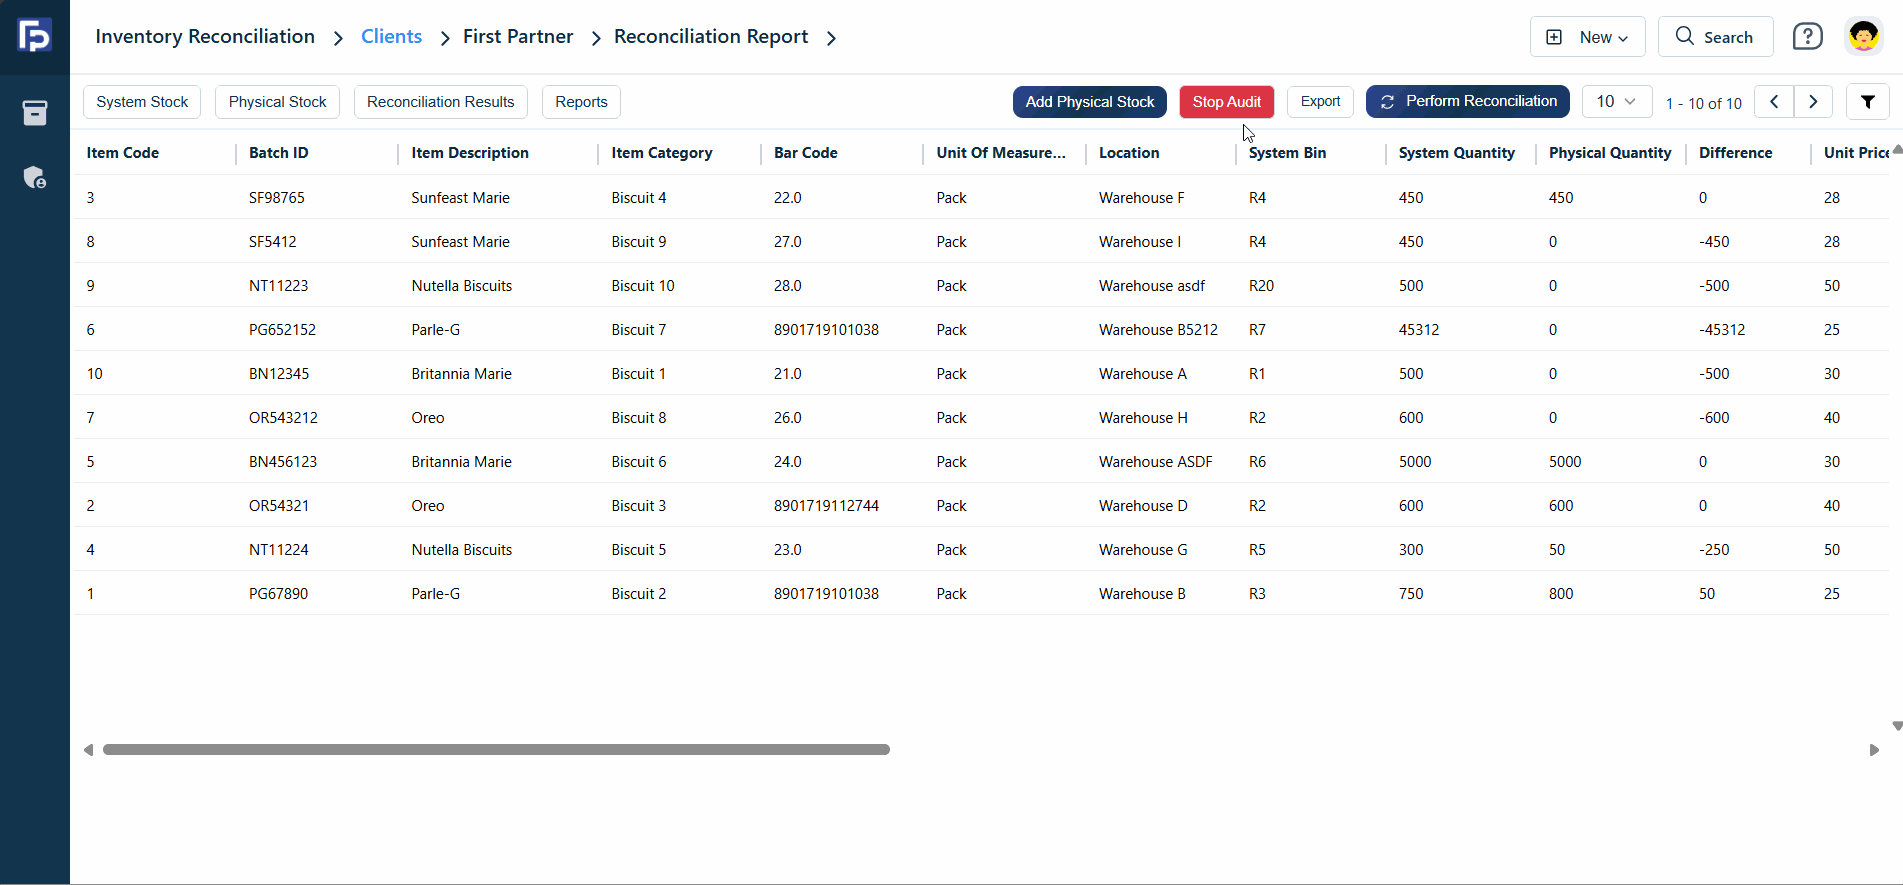 Inventory Reconciliation > Clients > First Partner > Reconciliation Report >
New
Search
System Stock Physical Stock Reconciliation Results Reports
Add Physical Stock Stop Audit Export Perform Reconciliation 10 1 - 10 of 10
Item Code Batch ID Item Description Item Category Bar Code Unit Of Measure... Location System Bin System Quantity Physical Quantity Difference Unit Price
3 SF98765 Sunfeast Marie Biscuit 4 22.0 Pack Warehouse F R4 450 450 0 28
8 SF5412 Sunfeast Marie Biscuit 9 27.0 Pack Warehouse I R4 450 0 -450 28
9 NT11223 Nutella Biscuits Biscuit 10 28.0 Pack Warehouse asdf R20 500 0 -500 50
6 PG652152 Parle-G Biscuit 7 8901719101038 Pack Warehouse B5212 R7 45312 0 -45312 25
10 BN12345 Britannia Marie Biscuit 1 21.0 Pack Warehouse A R1 500 0 -500 30
7 OR543212 Oreo Biscuit 8 26.0 Pack Warehouse H R2 600 0 -600 40
5 BN456123 Britannia Marie Biscuit 6 24.0 Pack Warehouse ASDF R6 5000 5000 0 30
2 OR54321 Oreo Biscuit 3 8901719112744 Pack Warehouse D R2 600 600 0 40
4 NT11224 Nutella Biscuits Biscuit 5 23.0 Pack Warehouse G R5 300 50 -250 50
1 PG67890 Parle-G Biscuit 2 8901719101038 Pack Warehouse B R3 750 800 50 25